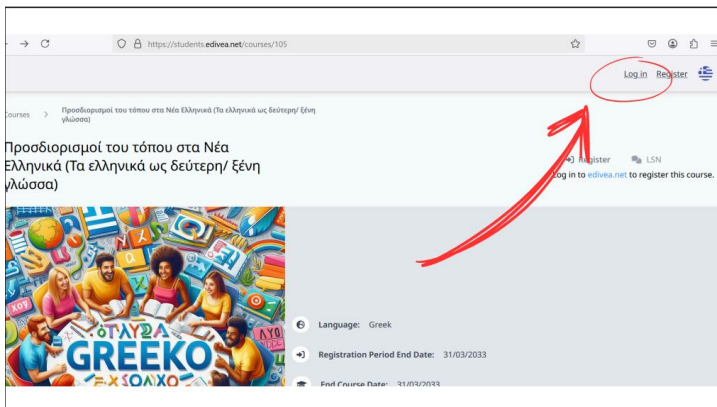 https://students.edivea.net/courses/105
Log in Register
Courses > Προσδιορισμοί του τόπου στα Νέα Ελληνικά (Τα ελληνικά ως δεύτερη/ ξένη
γλώσσα)
Προσδιορισμοί του τόπου στα Νέα
Ελληνικά (Τα ελληνικά ως δεύτερη/ ξένη
γλώσσα)
Register LSN
Log in to edivea.net to register this course.
GREEKO
Language: Greek
Registration Period End Date: 31/03/2033
End Course Date: 31/03/2033